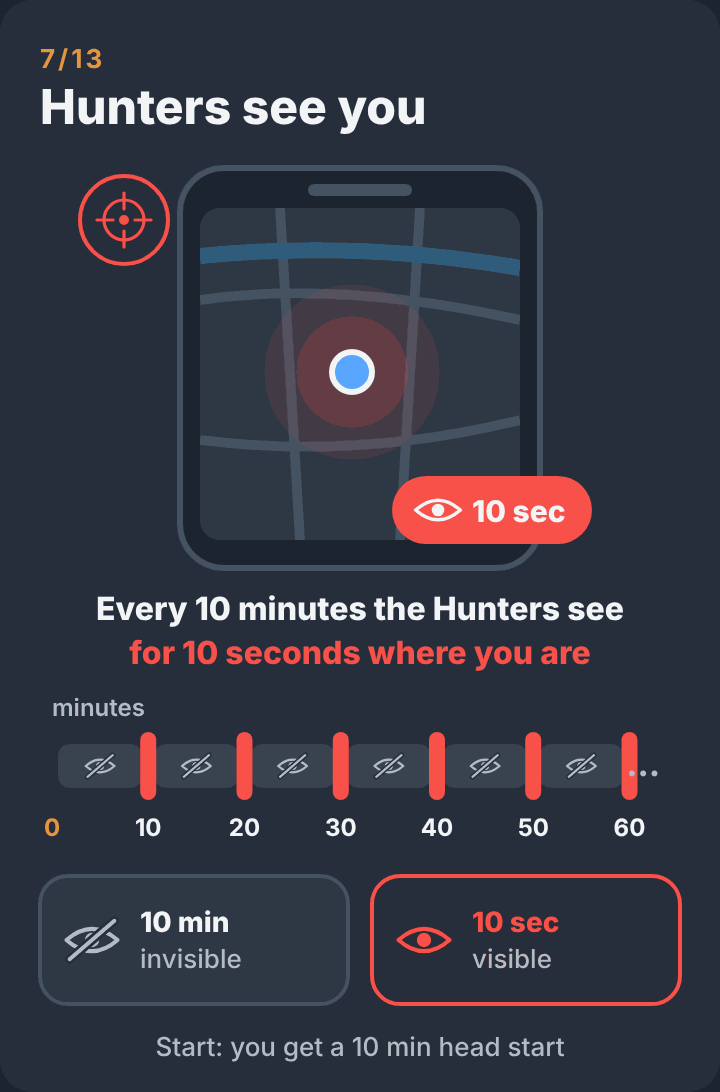 7/13
Hunters see you
10 sec
Every 10 minutes the Hunters see
for 10 seconds where you are
minutes
...
0 10 20 30 40 50 60
10 min
invisible
10 sec
visible
Start: you get a 10 min head start